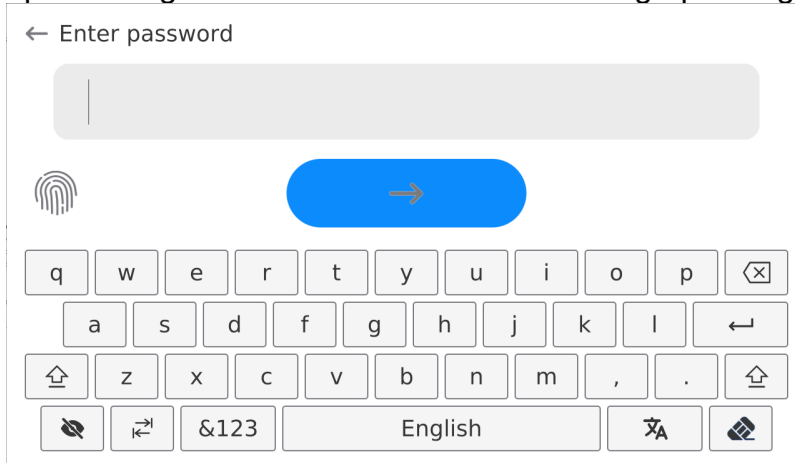 ← Enter password
→
q w e r t y u i o p
a s d f g h j k l
z x c v b n m , .
&123 English